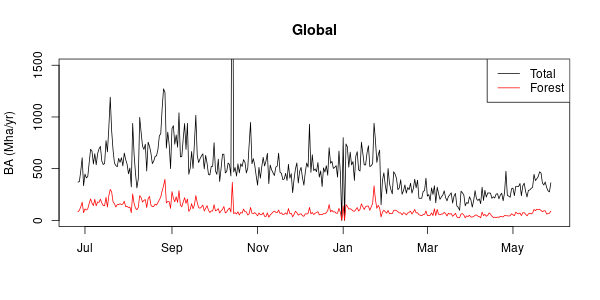 Global
BA (Mha/yr)
1500
1000
500
0
Total
Forest
Jul
Sep
Nov
Jan
Mar
May